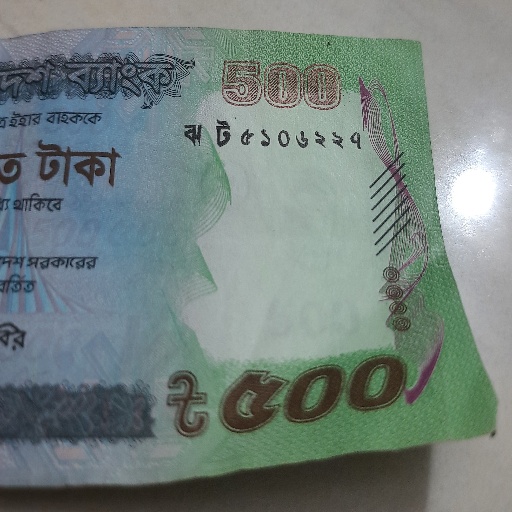 ব্যাংক
500
ইহার বাহককে
ঝ ট ৫১০৬২২৭
টাকা
থাকিবে
সরকারের
৳ ৫০০